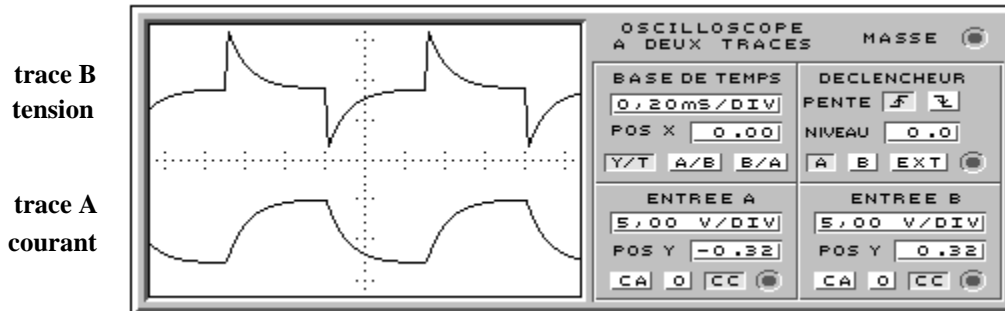 trace B
tension
trace A
courant
OSCILLOSCOPE
A DEUX TRACES
MASSE
BASE DE TEMPS
0,20mS/DIV
POS X 0.00
Y/T A/B B/A
DECLENCHEUR
PENTE
NIVEAU 0.0
A B EXT
ENTREE A
5,00 V/DIV
POS Y -0.32
CA 0 CC
ENTREE B
5,00 V/DIV
POS Y 0.32
CA 0 CC